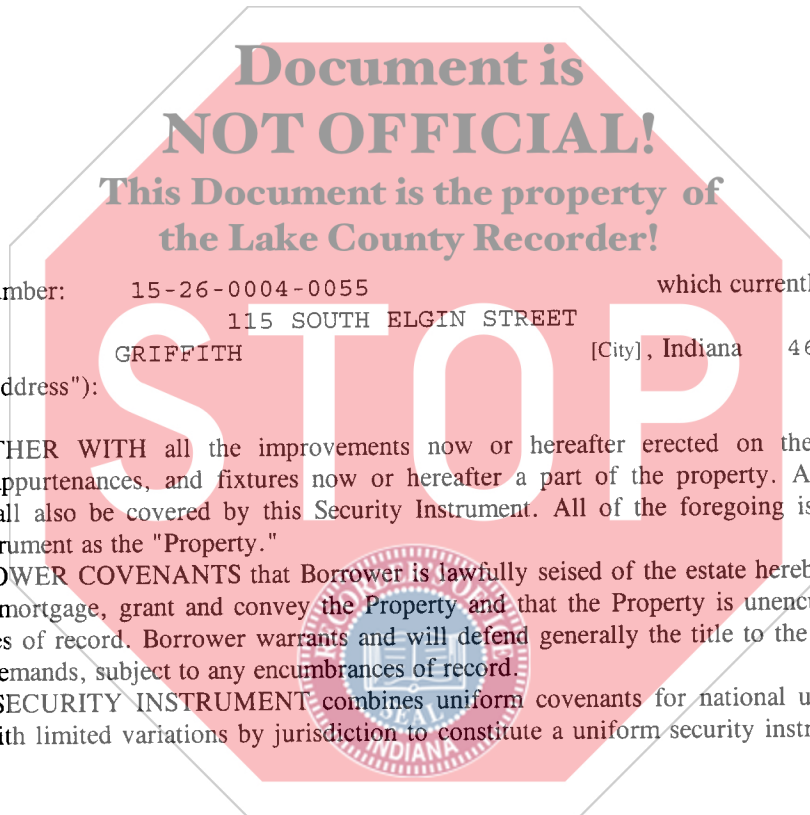 Document is
NOT OFFICIAL!
This Document is the property of
the Lake County Recorder!
mber: 15-26-0004-0055 which currentl
115 SOUTH ELGIN STREET
GRIFFITH [City], Indiana 46
ddress"):
STOP
THER WITH all the improvements now or hereafter erected on the
ppurtenances, and fixtures now or hereafter a part of the property. A
all also be covered by this Security Instrument. All of the foregoing is
rument as the "Property."
OWER COVENANTS that Borrower is lawfully seised of the estate hereb
mortgage, grant and convey the Property and that the Property is unencu
es of record. Borrower warrants and will defend generally the title to the
emands, subject to any encumbrances of record.
SECURITY INSTRUMENT combines uniform covenants for national u
ith limited variations by jurisdiction to constitute a uniform security instr
SEAL
INDIANA